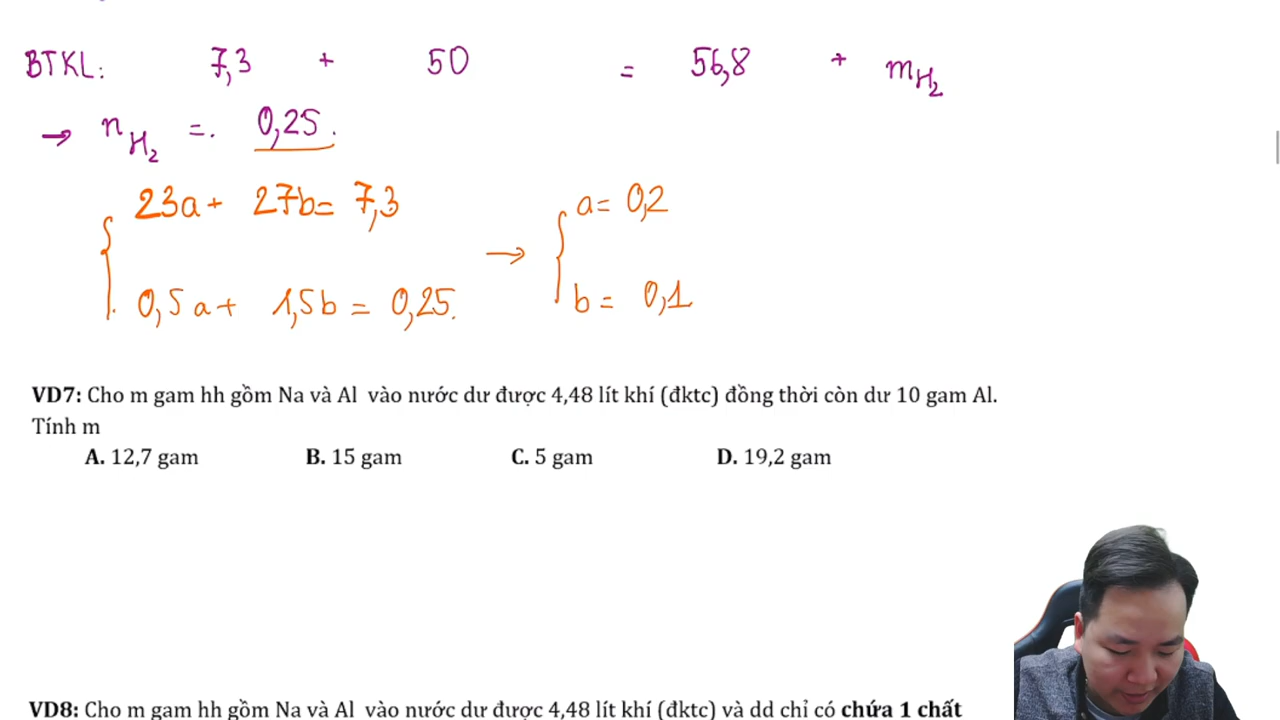 BTKL: 7,3 + 50 = 56,8 + mH₂
→ nH₂ =. 0,25.
23a+ 27b= 7,3
0,5a+ 1,5b = 0,25.
→
a= 0,2
b= 0,1
VD7: Cho m gam hh gồm Na và Al vào nước dư được 4,48 lít khí (đktc) đồng thời còn dư 10 gam Al.
Tính m
A. 12,7 gam B. 15 gam C. 5 gam D. 19,2 gam
VD8: Cho m gam hh gồm Na và Al vào nước dư được 4,48 lít khí (đktc) và dd chỉ có chứa 1 chất